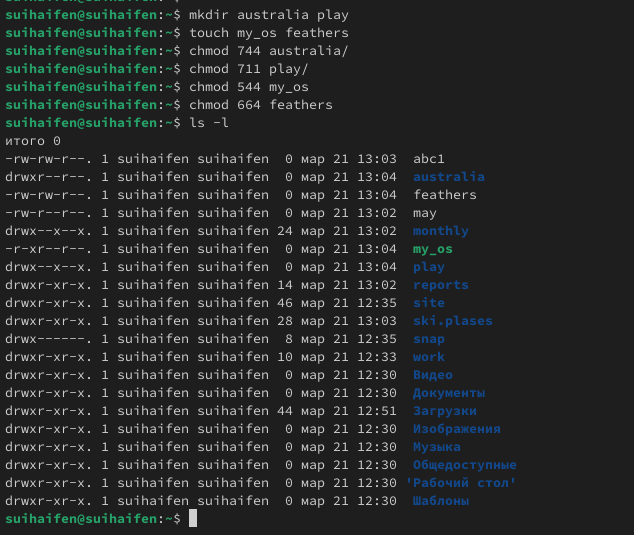 suihaifen@suihaifen:~$ mkdir australia play
suihaifen@suihaifen:~$ touch my_os feathers
suihaifen@suihaifen:~$ chmod 744 australia/
suihaifen@suihaifen:~$ chmod 711 play/
suihaifen@suihaifen:~$ chmod 544 my_os
suihaifen@suihaifen:~$ chmod 664 feathers
suihaifen@suihaifen:~$ ls -l
итого 0
-rw-rw-r--. 1 suihaifen suihaifen  0 мар 21 13:03  abc1
drwxr--r--. 1 suihaifen suihaifen  0 мар 21 13:04  australia
-rw-rw-r--. 1 suihaifen suihaifen  0 мар 21 13:04  feathers
-rw-r--r--. 1 suihaifen suihaifen  0 мар 21 13:02  may
drwx--x--x. 1 suihaifen suihaifen 24 мар 21 13:02  monthly
-r-xr--r--. 1 suihaifen suihaifen  0 мар 21 13:04  my_os
drwx--x--x. 1 suihaifen suihaifen  0 мар 21 13:04  play
drwxr-xr-x. 1 suihaifen suihaifen 14 мар 21 13:02  reports
drwxr-xr-x. 1 suihaifen suihaifen 46 мар 21 12:35  site
drwxr-xr-x. 1 suihaifen suihaifen 28 мар 21 13:03  ski.plases
drwx------. 1 suihaifen suihaifen  8 мар 21 12:35  snap
drwxr-xr-x. 1 suihaifen suihaifen 10 мар 21 12:33  work
drwxr-xr-x. 1 suihaifen suihaifen  0 мар 21 12:30  Видео
drwxr-xr-x. 1 suihaifen suihaifen  0 мар 21 12:30  Документы
drwxr-xr-x. 1 suihaifen suihaifen 44 мар 21 12:51  Загрузки
drwxr-xr-x. 1 suihaifen suihaifen  0 мар 21 12:30  Изображения
drwxr-xr-x. 1 suihaifen suihaifen  0 мар 21 12:30  Музыка
drwxr-xr-x. 1 suihaifen suihaifen  0 мар 21 12:30  Общедоступные
drwxr-xr-x. 1 suihaifen suihaifen  0 мар 21 12:30 'Рабочий стол'
drwxr-xr-x. 1 suihaifen suihaifen  0 мар 21 12:30  Шаблоны
suihaifen@suihaifen:~$